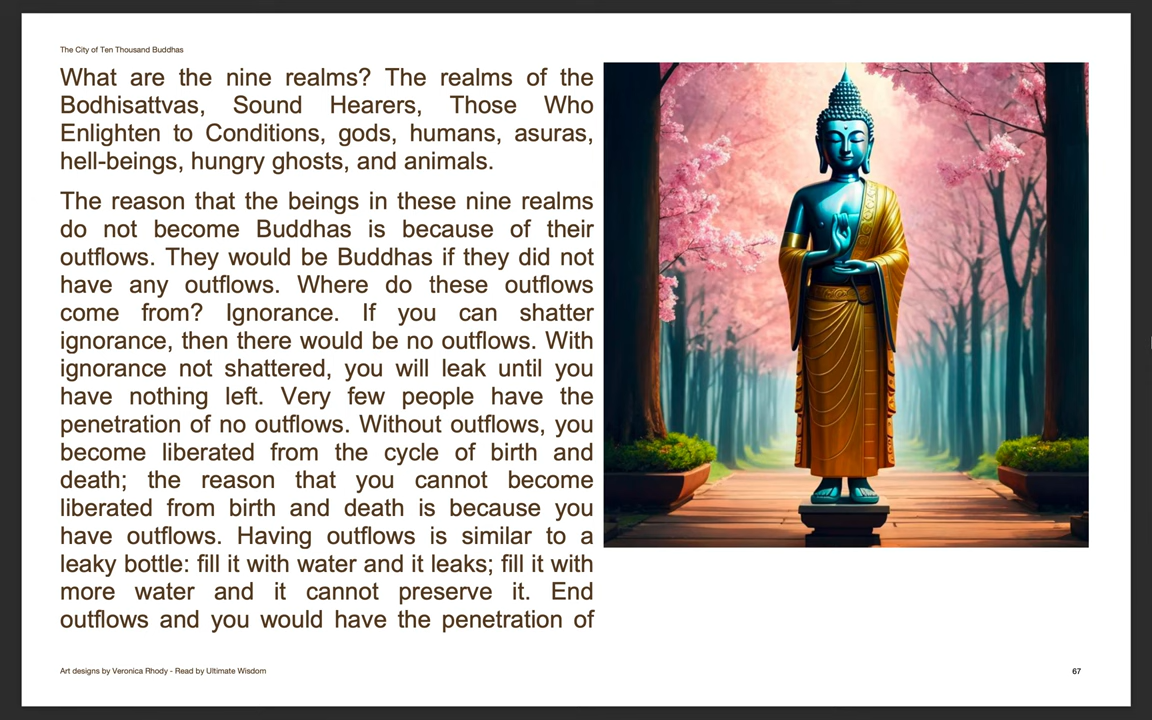 The City of Ten Thousand Buddhas
What are the nine realms? The realms of the
Bodhisattvas, Sound Hearers, Those Who
Enlighten to Conditions, gods, humans, asuras,
hell-beings, hungry ghosts, and animals.
The reason that the beings in these nine realms
do not become Buddhas is because of their
outflows. They would be Buddhas if they did not
have any outflows. Where do these outflows
come from? Ignorance. If you can shatter
ignorance, then there would be no outflows. With
ignorance not shattered, you will leak until you
have nothing left. Very few people have the
penetration of no outflows. Without outflows, you
become liberated from the cycle of birth and
death; the reason that you cannot become
liberated from birth and death is because you
have outflows. Having outflows is similar to a
leaky bottle: fill it with water and it leaks; fill it with
more water and it cannot preserve it. End
outflows and you would have the penetration of
Art designs by Veronica Rhody - Read by Ultimate Wisdom
67